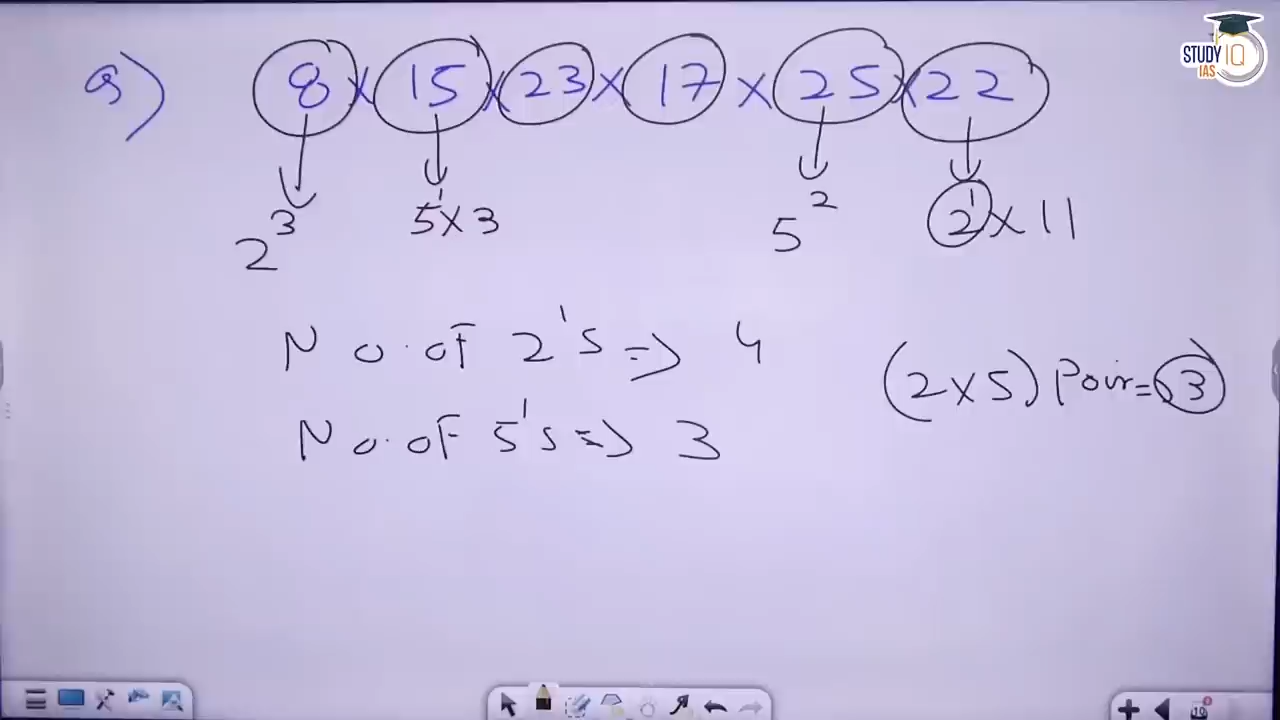 Q) 8 × 15 × 23 × 17 × 25 × 22
2³ 5¹ × 3 5² 2¹ × 11
No. of 2's => 4
(2 × 5) Pair = 3
No. of 5's => 3
STUDY IQ
IAS